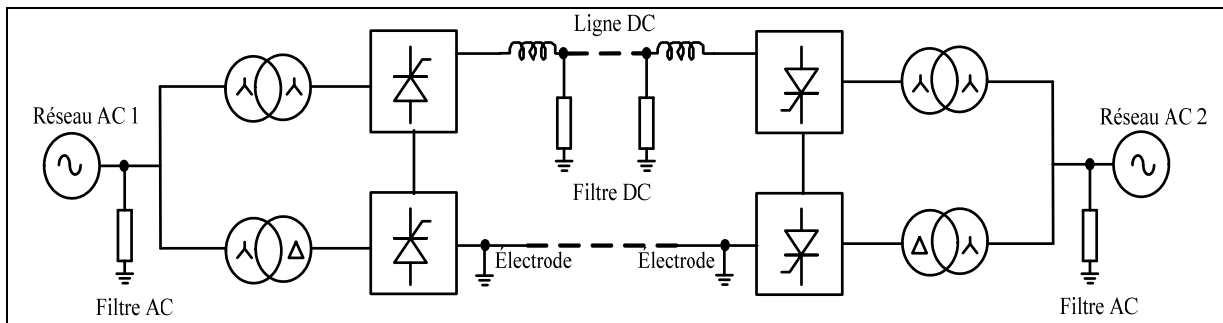 Ligne DC
Réseau AC 1
Réseau AC 2
Filtre DC
Électrode
Électrode
Filtre AC
Filtre AC